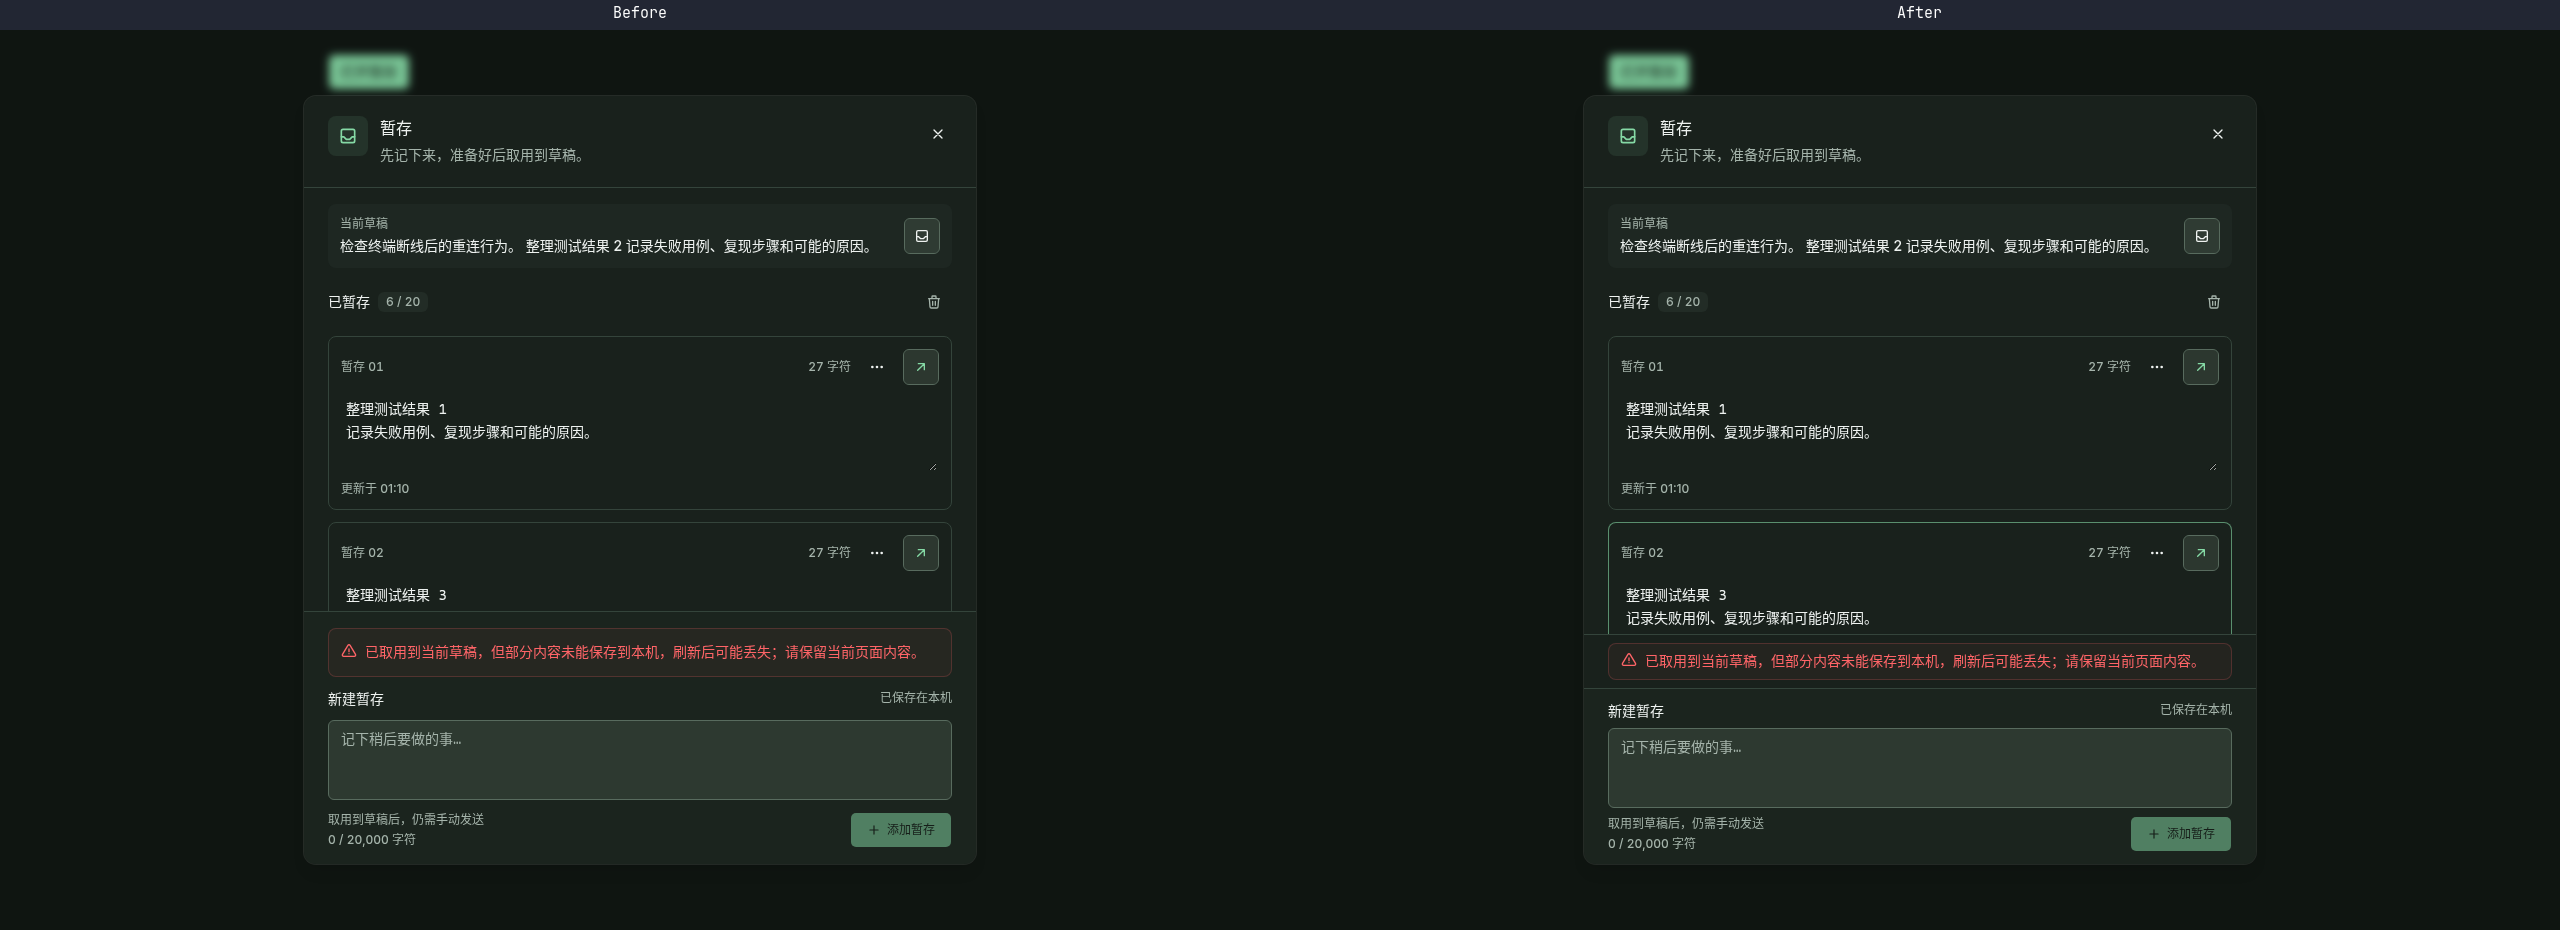 Before
After
暂存
先记下来，准备好后取用到草稿。
当前草稿
检查终端断线后的重连行为。 整理测试结果 2 记录失败用例、复现步骤和可能的原因。
已暂存 6 / 20
暂存 01 27 字符
整理测试结果 1
记录失败用例、复现步骤和可能的原因。
更新于 01:10
暂存 02 27 字符
整理测试结果 3
已取用到当前草稿，但部分内容未能保存到本机，刷新后可能丢失；请保留当前页面内容。
新建暂存 已保存在本机
记下稍后要做的事…
取用到草稿后，仍需手动发送
0 / 20,000 字符
添加暂存
暂存
先记下来，准备好后取用到草稿。
当前草稿
检查终端断线后的重连行为。 整理测试结果 2 记录失败用例、复现步骤和可能的原因。
已暂存 6 / 20
暂存 01 27 字符
整理测试结果 1
记录失败用例、复现步骤和可能的原因。
更新于 01:10
暂存 02 27 字符
整理测试结果 3
记录失败用例、复现步骤和可能的原因。
已取用到当前草稿，但部分内容未能保存到本机，刷新后可能丢失；请保留当前页面内容。
新建暂存 已保存在本机
记下稍后要做的事…
取用到草稿后，仍需手动发送
0 / 20,000 字符
添加暂存